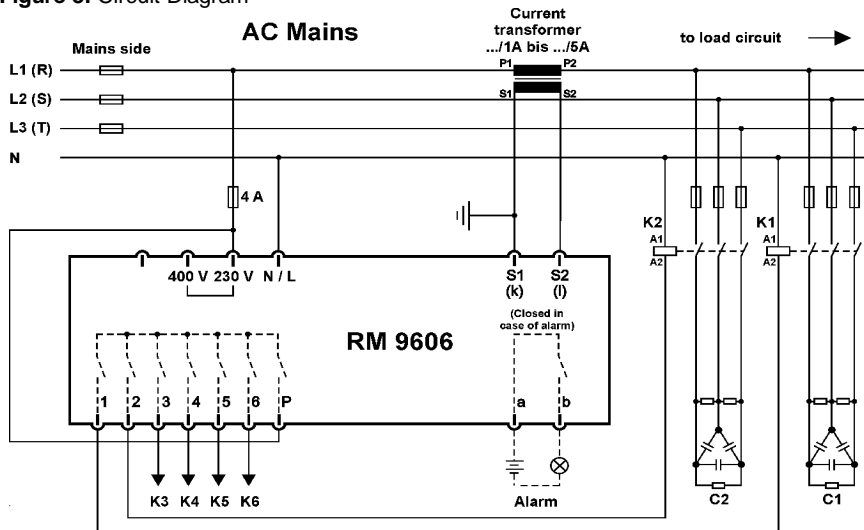 Figure 3. Circuit Diagram
AC Mains
Current
transformer
.../1A bis .../5A
Mains side
to load circuit
L1 (R)
P1
P2
L2 (S)
S1
S2
L3 (T)
N
4 A
K2
K1
A1
A2
A1
A2
400 V
230 V
N / L
S1
(k)
S2
(l)
(Closed in
case of alarm)
RM 9606
1
2
3
4
5
6
P
a
b
K3
K4
K5
K6
Alarm
C2
C1